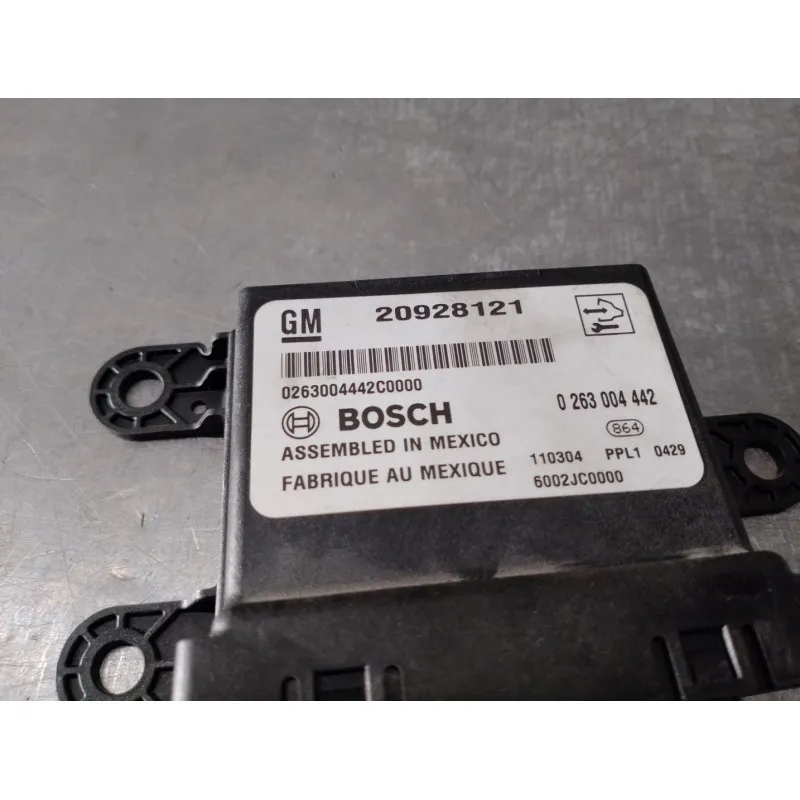 GM 20928121
0263004442C0000
BOSCH 0 263 004 442
ASSEMBLED IN MEXICO 864
FABRIQUE AU MEXIQUE 110304 PPL1 0429
6002JC0000